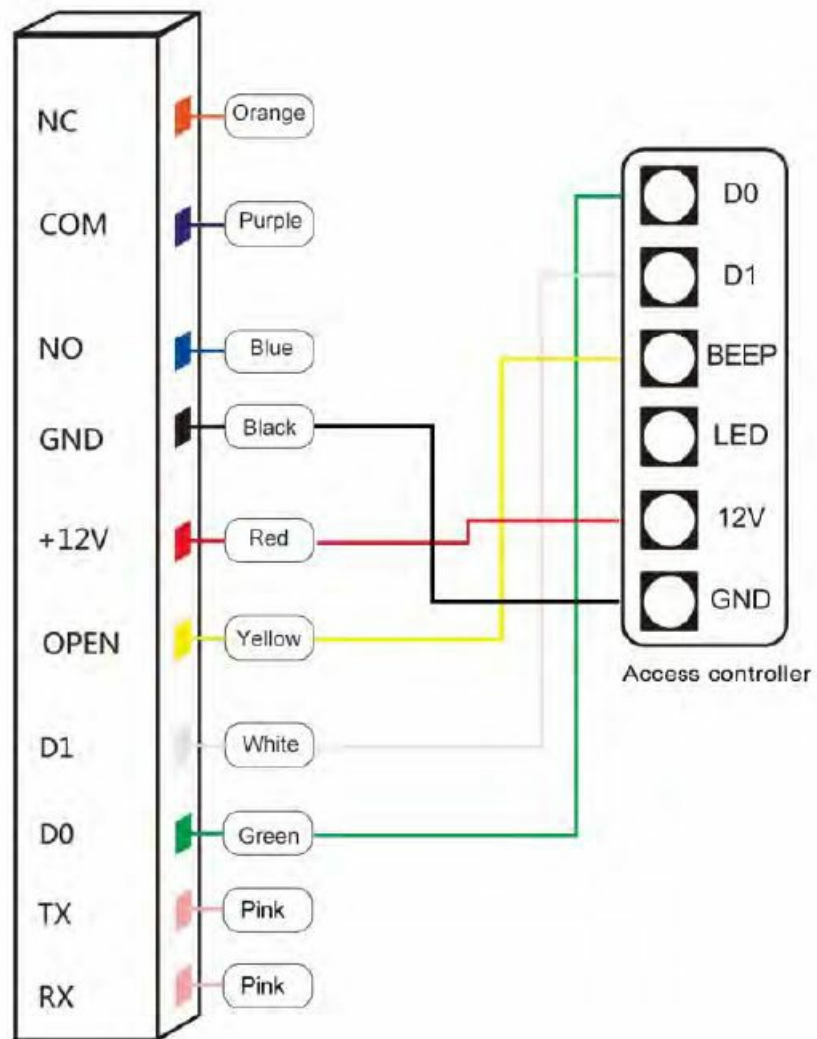 NC
Orange
COM
Purple
NO
Blue
GND
Black
+12V
Red
OPEN
Yellow
D1
White
D0
Green
TX
Pink
RX
Pink
D0
D1
BEEP
LED
12V
GND
Access controller